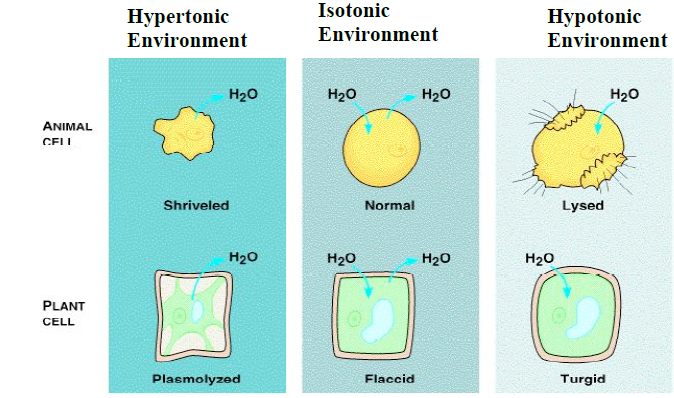 Hypertonic
Environment
Isotonic
Environment
Hypotonic
Environment
ANIMAL
CELL
H2O
H2O
H2O
H2O
Shriveled
Normal
Lysed
PLANT
CELL
H2O
H2O
H2O
H2O
Plasmolyzed
Flaccid
Turgid